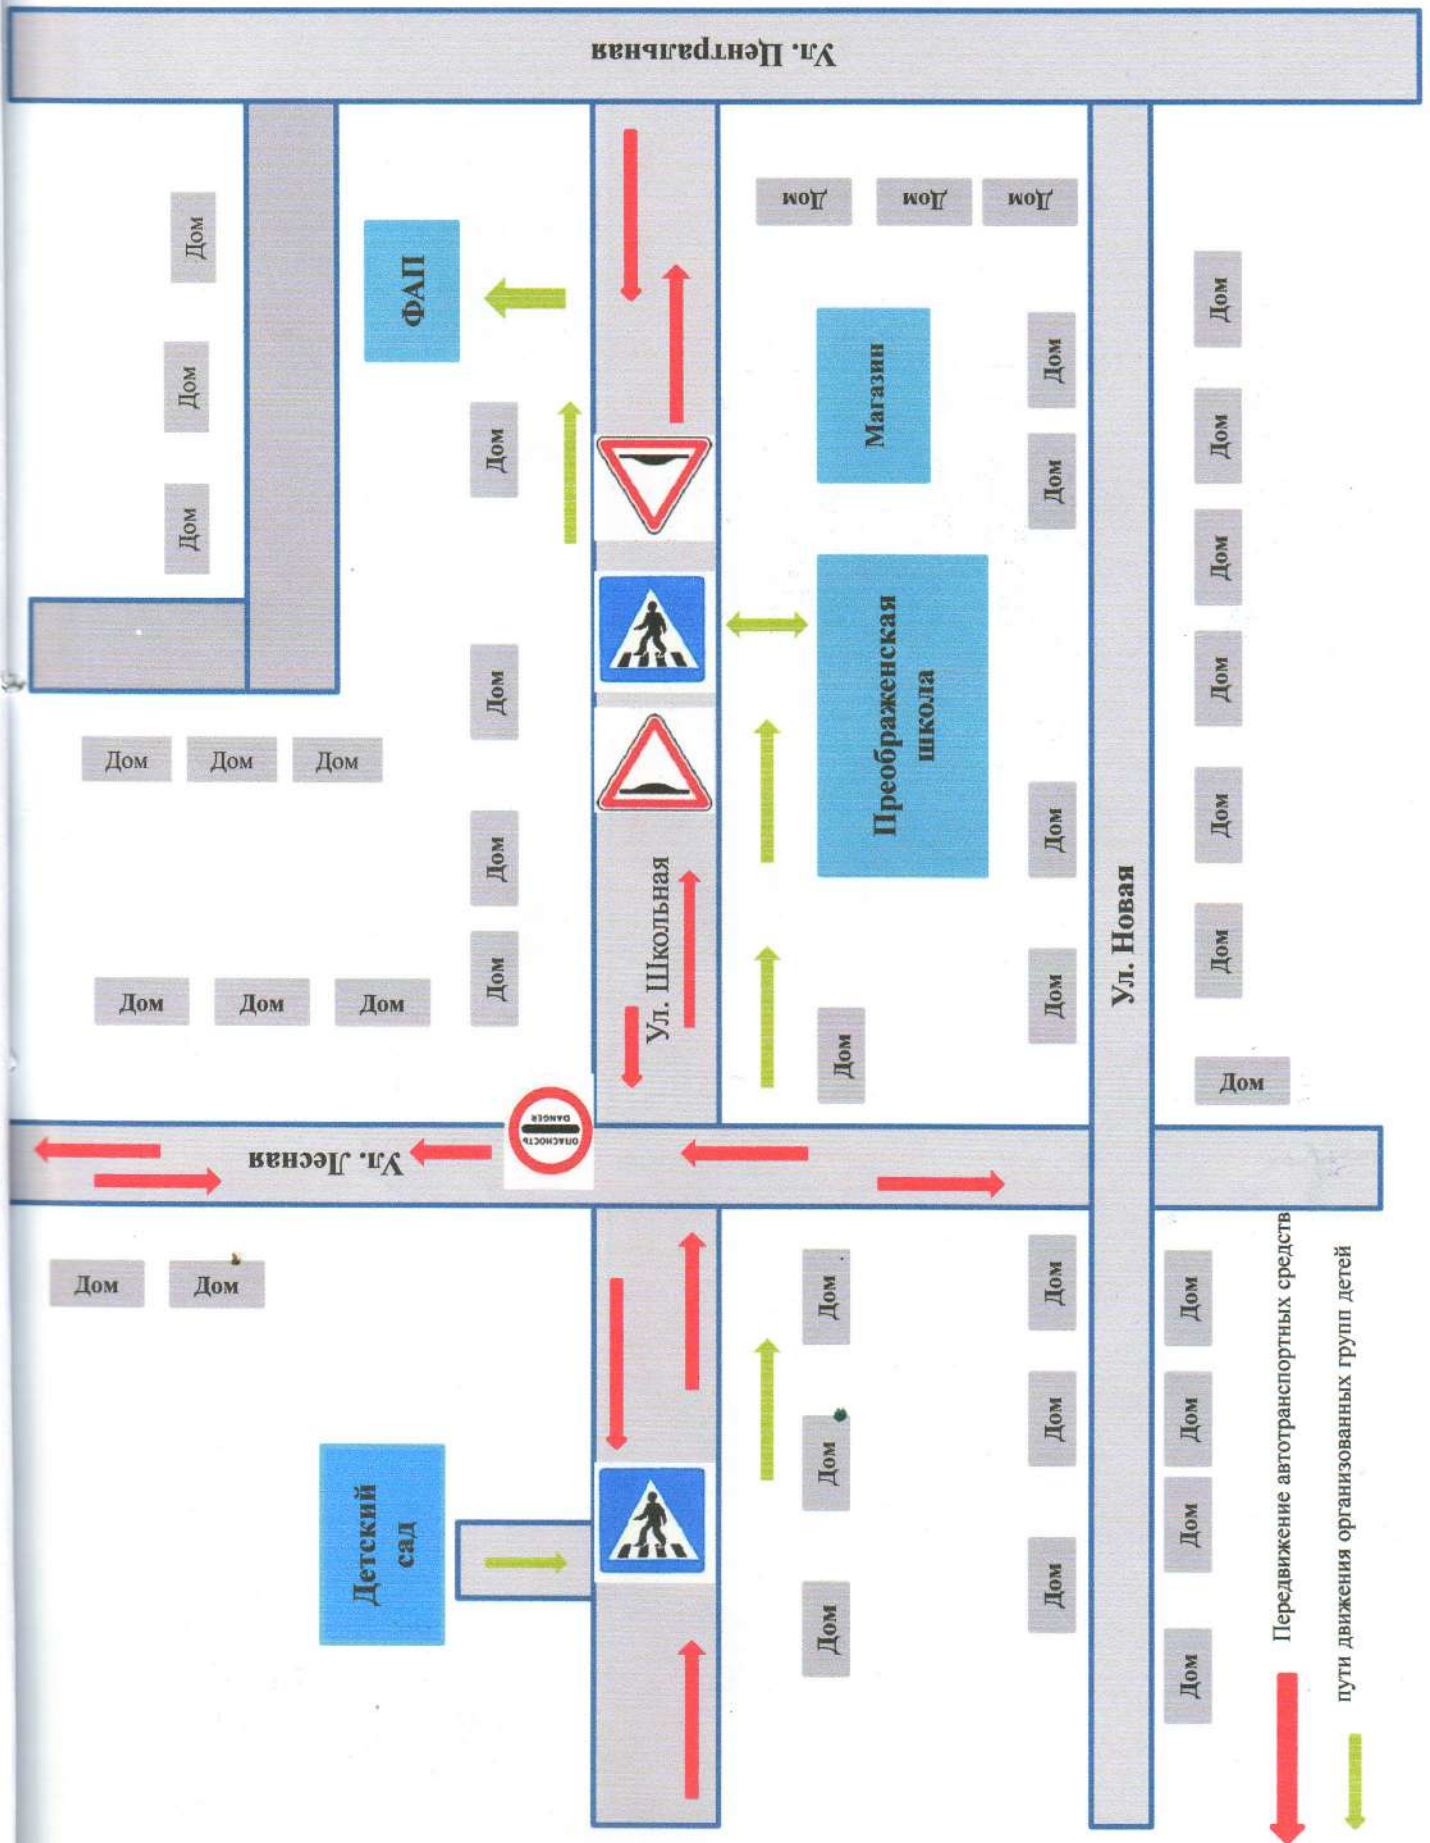 Ул. Центральная
Дом
Дом
Дом
Дом
ФАП
Дом
Дом
Магазин
Дом
Дом
Дом
Дом
Дом
Дом
Дом
Преображенская
школа
Дом
Дом
Дом
Дом
Дом
Дом
Дом
Ул. Школьная
Ул. Новая
Дом
Дом
Дом
Дом
Дом
Дом
Дом
Дом
ОПАСНОСТЬ
DANGER
Ул. Лесная
Дом
Дом
Дом
Дом
Дом
Дом
Дом
Дом
Детский
сад
Дом
Дом
Дом
Дом
Передвижение автотранспортных средств
пути движения организованных групп детей